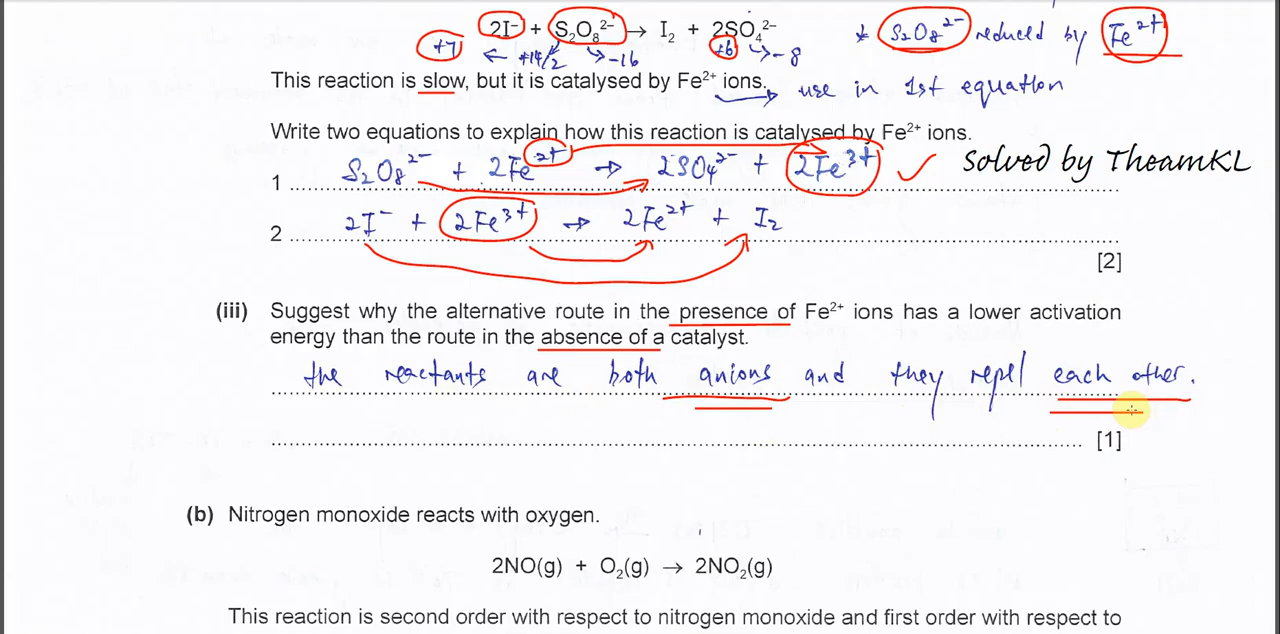 2I⁻ + S₂O₈²⁻ → I₂ + 2SO₄²⁻ * S₂O₈²⁻ reduced by Fe²⁺
+7 ← +14/2 → -16 +6 → -8
This reaction is slow, but it is catalysed by Fe²⁺ ions. → use in 1st equation
Write two equations to explain how this reaction is catalysed by Fe²⁺ ions.
1 S₂O₈²⁻ + 2Fe²⁺ → 2SO₄²⁻ + 2Fe³⁺ ✓ Solved by TheamKL
2 2I⁻ + 2Fe³⁺ → 2Fe²⁺ + I₂
[2]
(iii) Suggest why the alternative route in the presence of Fe²⁺ ions has a lower activation
energy than the route in the absence of a catalyst.
the reactants are both anions and they repel each other.
[1]
(b) Nitrogen monoxide reacts with oxygen.
2NO(g) + O₂(g) → 2NO₂(g)
This reaction is second order with respect to nitrogen monoxide and first order with respect to